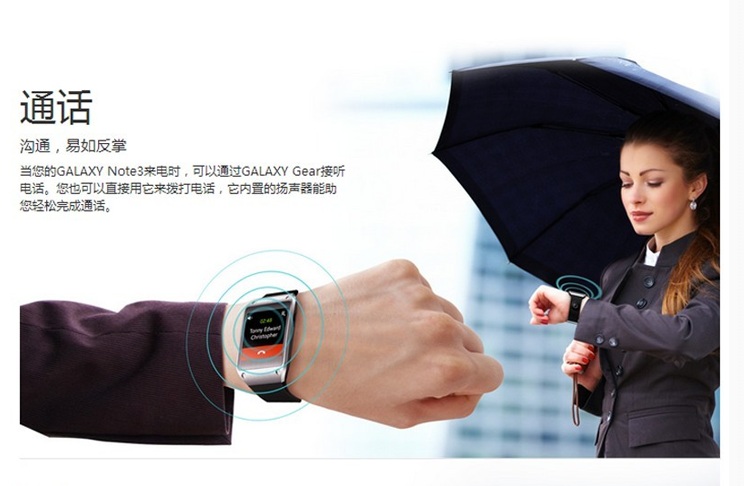 通话
沟通，易如反掌
当您的GALAXY Note3来电时，可以通过GALAXY Gear接听
电话。您也可以直接用它来拨打电话，它内置的扬声器能助
您轻松完成通话。
02:48
Tonny Edward
Christopher